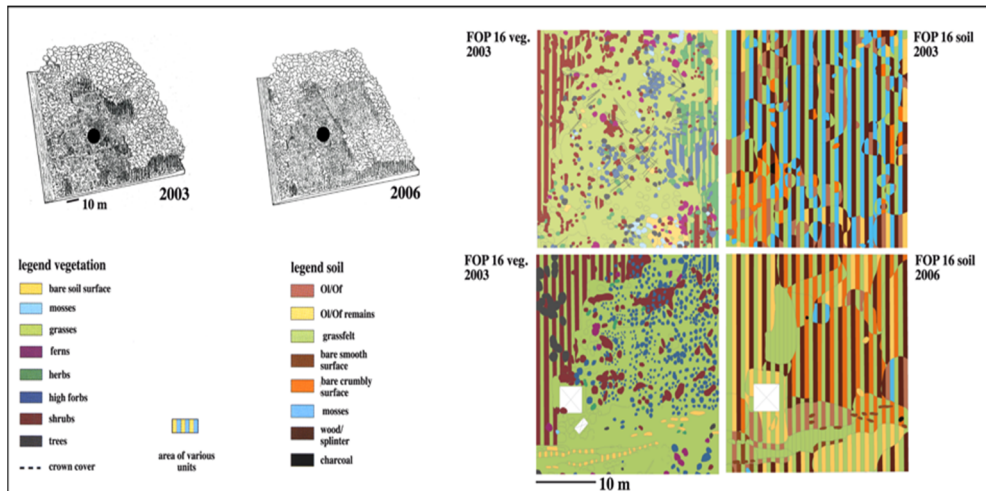 2003
10 m
2006
FOP 16 veg.
2003
FOP 16 soil
2003
FOP 16 veg.
2003
FOP 16 soil
2006
10 m
legend vegetation
bare soil surface
mosses
grasses
ferns
herbs
high forbs
shrubs
trees
crown cover
area of various
units
legend soil
Ol/Of
Ol/Of remains
grassfelt
bare smooth
surface
bare crumbly
surface
mosses
wood/
splinter
charcoal